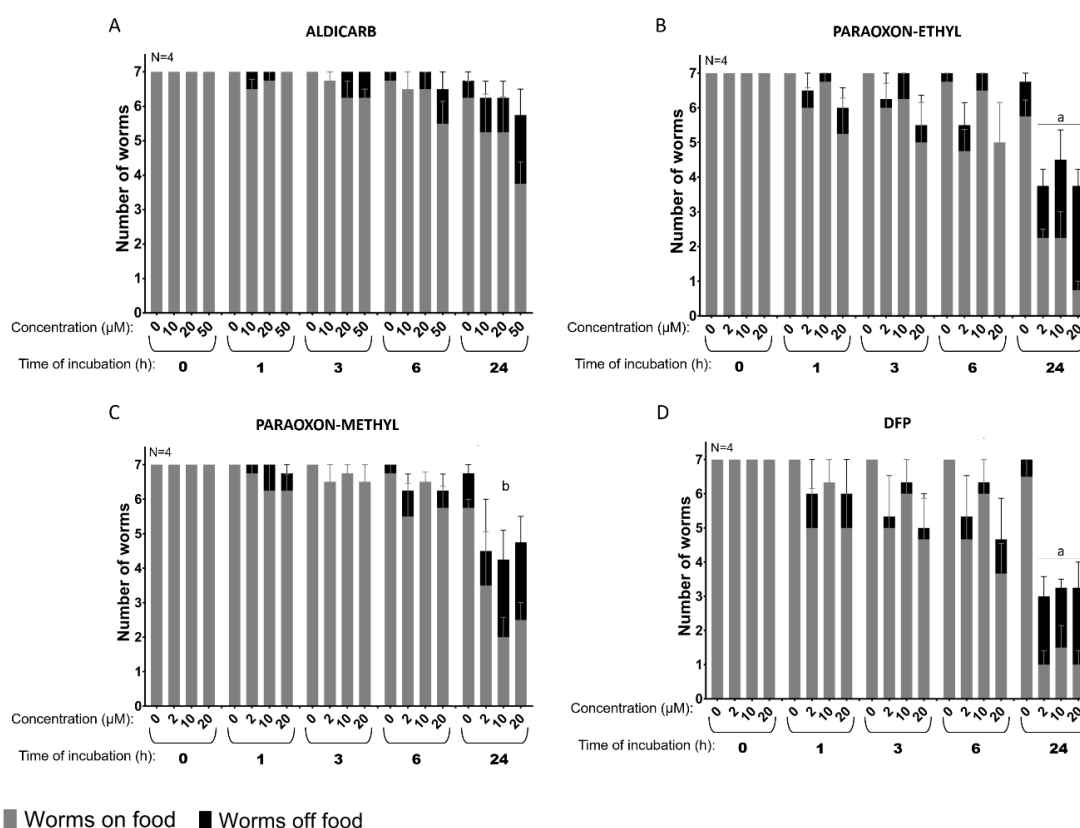 A
ALDICARB
N=4
Number of worms
7
6
5
4
3
2
1
0
Concentration (µM): 0 10 20 50 0 10 20 50 0 10 20 50 0 10 20 50 0 10 20 50
Time of incubation (h): 0 1 3 6 24
B
PARAOXON-ETHYL
N=4
a
Number of worms
7
6
5
4
3
2
1
0
Concentration (µM): 0 2 10 20 0 2 10 20 0 2 10 20 0 2 10 20 0 2 10 20
Time of incubation (h): 0 1 3 6 24
C
PARAOXON-METHYL
N=4
b
Number of worms
7
6
5
4
3
2
1
0
Concentration (µM): 0 2 10 20 0 2 10 20 0 2 10 20 0 2 10 20 0 2 10 20
Time of incubation (h): 0 1 3 6 24
D
DFP
N=4
a
Number of worms
7
6
5
4
3
2
1
0
Concentration (µM): 0 2 10 20 0 2 10 20 0 2 10 20 0 2 10 20 0 2 10 20
Time of incubation (h): 0 1 3 6 24
Worms on food Worms off food